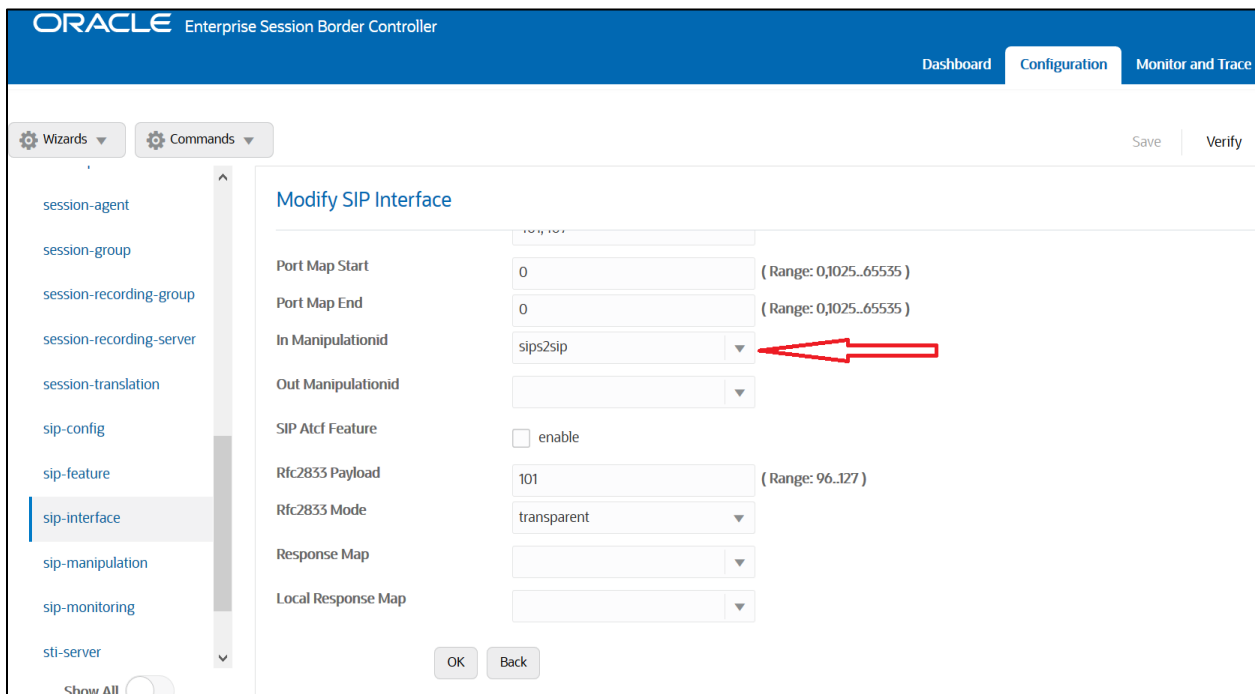 ORACLE Enterprise Session Border Controller
Dashboard Configuration Monitor and Trace
Wizards Commands Save Verify
session-agent
session-group
session-recording-group
session-recording-server
session-translation
sip-config
sip-feature
sip-interface
sip-manipulation
sip-monitoring
sti-server
Show All
Modify SIP Interface
Port Map Start 0 ( Range: 0,1025..65535 )
Port Map End 0 ( Range: 0,1025..65535 )
In Manipulationid sips2sip
Out Manipulationid
SIP Atcf Feature enable
Rfc2833 Payload 101 ( Range: 96..127 )
Rfc2833 Mode transparent
Response Map
Local Response Map
OK Back